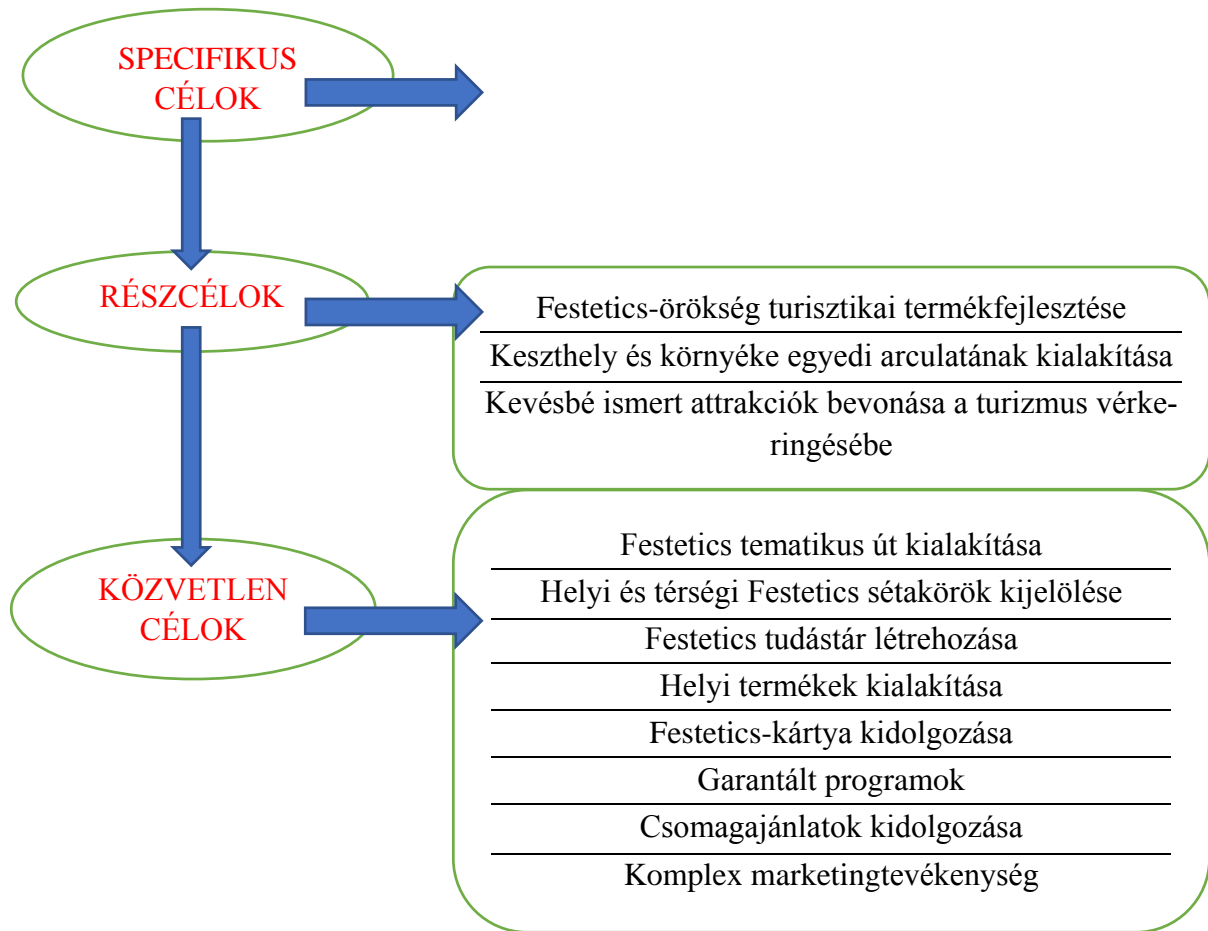 SPECIFIKUS
CÉLOK
RÉSZCÉLOK
Festetics-örökség turisztikai termékfejlesztése
Keszthely és környéke egyedi arculatának kialakítása
Kevésbé ismert attrakciók bevonása a turizmus vérke-
ringésébe
KÖZVETLEN
CÉLOK
Festetics tematikus út kialakítása
Helyi és térségi Festetics sétakörök kijelölése
Festetics tudástár létrehozása
Helyi termékek kialakítása
Festetics-kártya kidolgozása
Garantált programok
Csomagajánlatok kidolgozása
Komplex marketingtevékenység